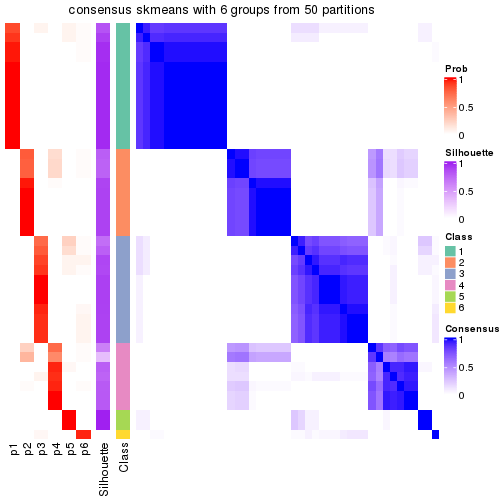 consensus skmeans with 6 groups from 50 partitions
Prob
1
0.5
0
Silhouette
1
0.5
0
Class
1
2
3
4
5
6
Consensus
1
0.5
0
p1
p2
p3
p4
p5
p6
Silhouette
Class